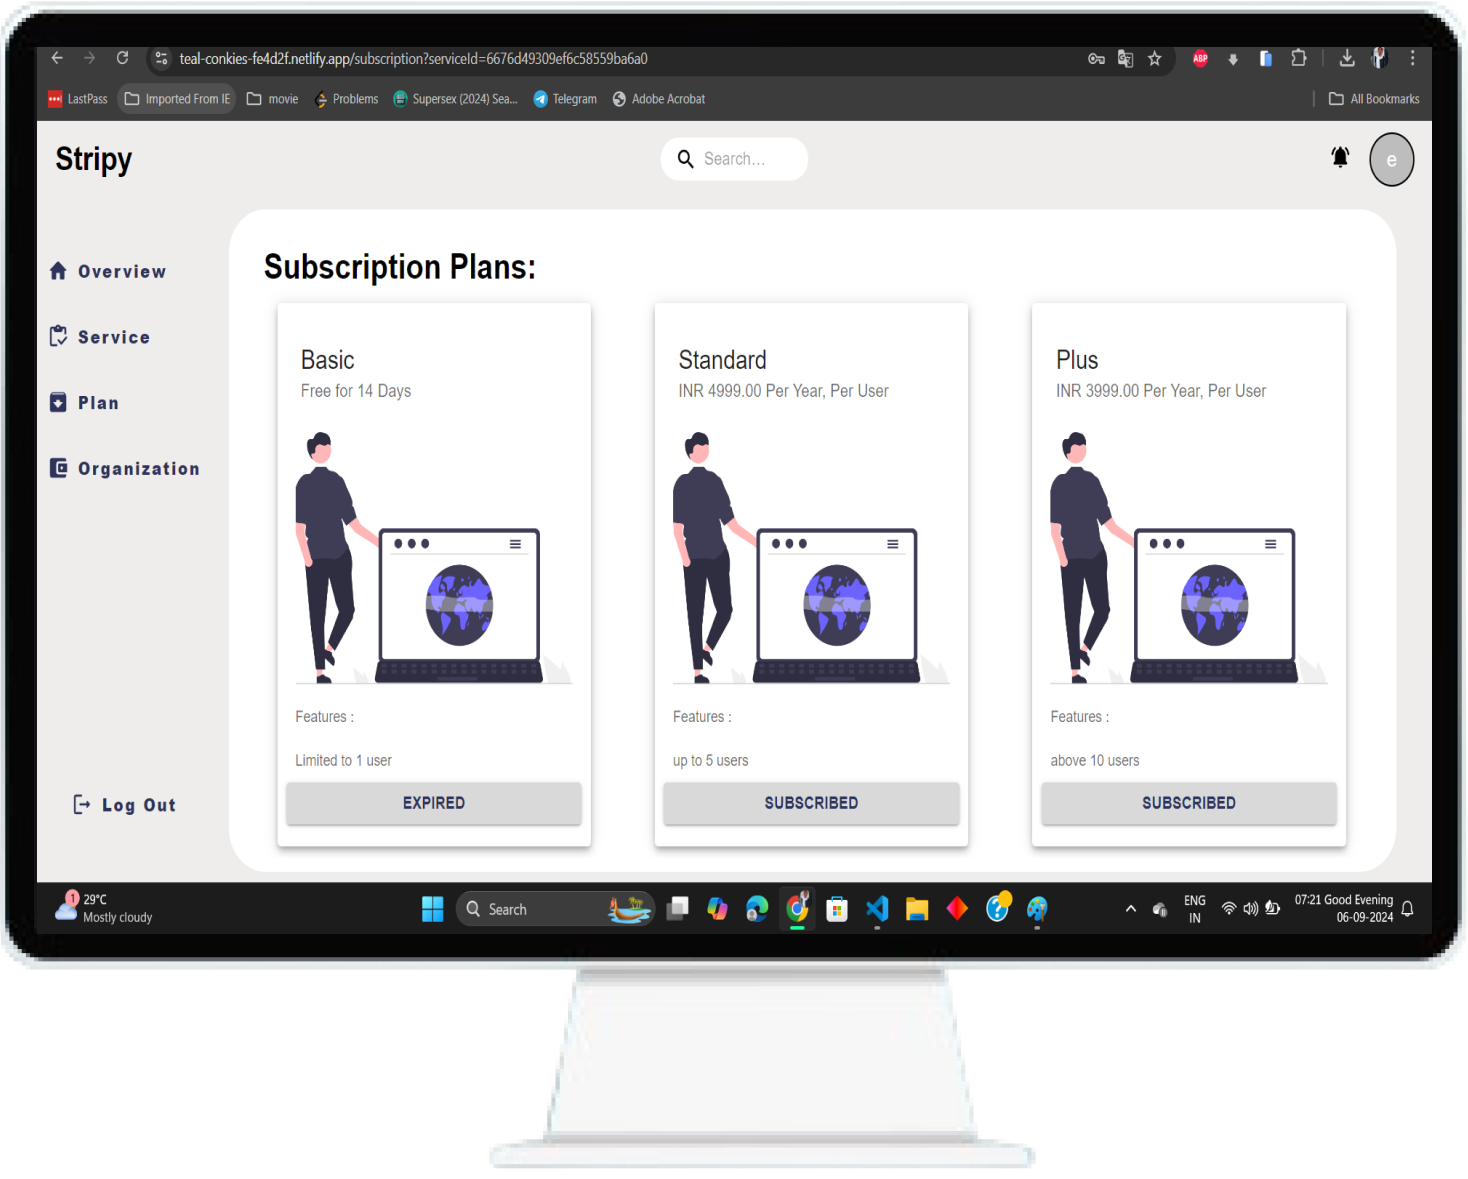 teal-conkies-fe4d2f.netlify.app/subscription?serviceId=6676d49309ef6c58559ba6a0
ABP
LastPass Imported From IE movie Problems Supersex (2024) Sea... Telegram Adobe Acrobat All Bookmarks
Stripy
Search...
e
Overview
Service
Plan
Organization
Log Out
Subscription Plans:
Basic
Free for 14 Days
Features :
Limited to 1 user
EXPIRED
Standard
INR 4999.00 Per Year, Per User
Features :
up to 5 users
SUBSCRIBED
Plus
INR 3999.00 Per Year, Per User
Features :
above 10 users
SUBSCRIBED
1
29°C
Mostly cloudy
Search
ENG
IN
07:21 Good Evening
06-09-2024